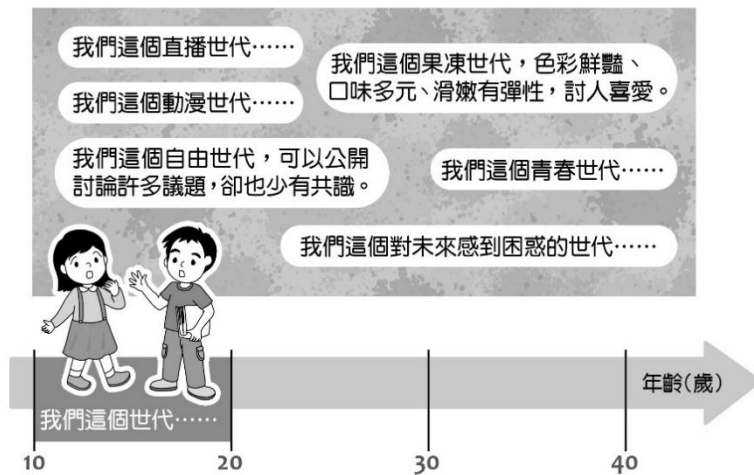 我們這個直播世代……
我們這個果凍世代，色彩鮮豔、
口味多元、滑嫩有彈性，討人喜愛。
我們這個動漫世代……
我們這個自由世代，可以公開
討論許多議題，卻也少有共識。
我們這個青春世代……
我們這個對未來感到困惑的世代……
年齡(歲)
我們這個世代……
10
20
30
40